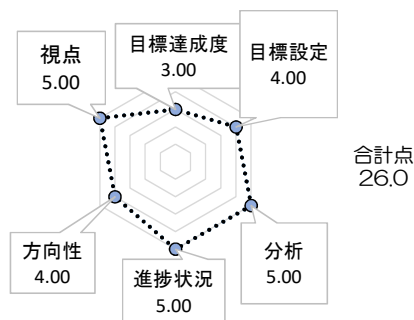 目標達成度
3.00
目標設定
4.00
視点
5.00
合計点
26.0
方向性
4.00
進捗状況
5.00
分析
5.00